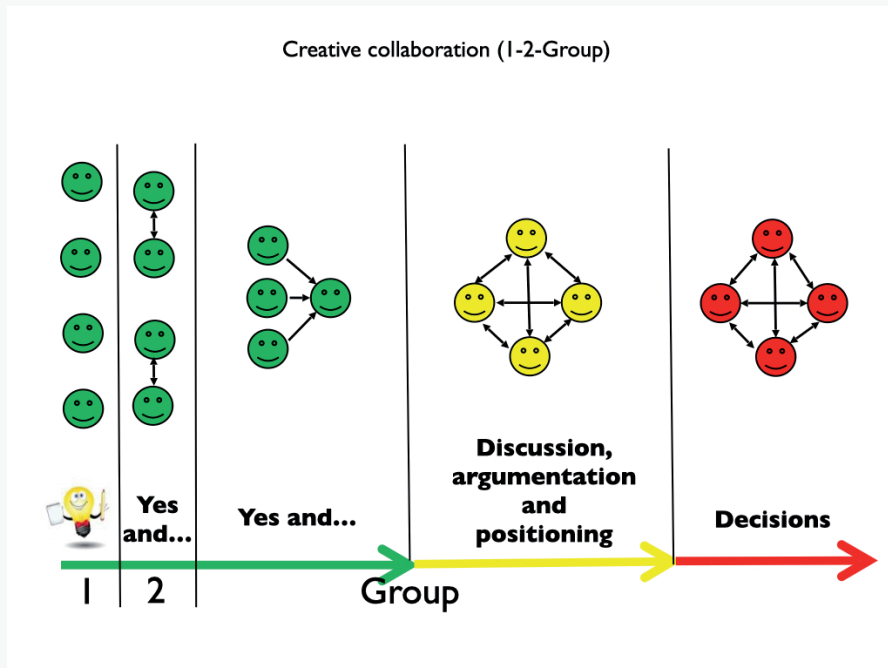 Creative collaboration (1-2-Group)
Yes
and...
Yes and...
Discussion,
argumentation
and
positioning
Decisions
1
2
Group